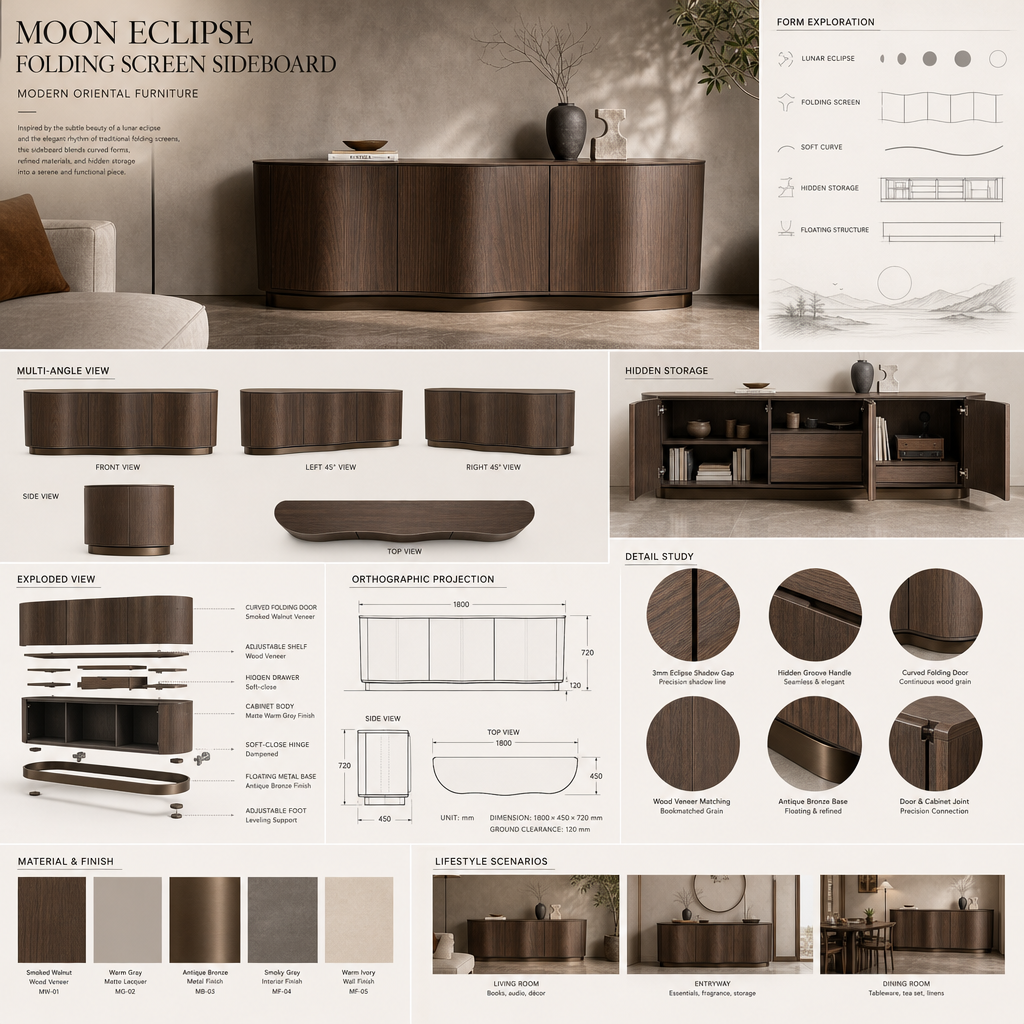 MOON ECLIPSE
FOLDING SCREEN SIDEBOARD
MODERN ORIENTAL FURNITURE
Inspired by the subtle beauty of a lunar eclipse
and the elegant rhythm of traditional folding screens,
this sideboard blends curved forms,
refined materials, and hidden storage
into a serene and functional piece.
FORM EXPLORATION
LUNAR ECLIPSE
FOLDING SCREEN
SOFT CURVE
HIDDEN STORAGE
FLOATING STRUCTURE
MULTI-ANGLE VIEW
FRONT VIEW
LEFT 45° VIEW
RIGHT 45° VIEW
SIDE VIEW
TOP VIEW
HIDDEN STORAGE
EXPLODED VIEW
CURVED FOLDING DOOR
Smoked Walnut Veneer
ADJUSTABLE SHELF
Wood Veneer
HIDDEN DRAWER
Soft-close
CABINET BODY
Matte Warm Gray Finish
SOFT-CLOSE HINGE
Dampened
FLOATING METAL BASE
Antique Bronze Finish
ADJUSTABLE FOOT
Leveling Support
ORTHOGRAPHIC PROJECTION
1800
720
120
SIDE VIEW
720
450
TOP VIEW
1800
450
UNIT: mm
DIMENSION: 1800 × 450 × 720 mm
GROUND CLEARANCE: 120 mm
DETAIL STUDY
3mm Eclipse Shadow Gap
Precision shadow line
Hidden Groove Handle
Seamless & elegant
Curved Folding Door
Continuous wood grain
Wood Veneer Matching
Bookmatched Grain
Antique Bronze Base
Floating & refined
Door & Cabinet Joint
Precision Connection
MATERIAL & FINISH
Smoked Walnut
Wood Veneer
MW-01
Warm Gray
Matte Lacquer
MG-02
Antique Bronze
Metal Finish
MB-03
Smoky Gray
Interior Finish
MF-04
Warm Ivory
Wall Finish
MF-05
LIFESTYLE SCENARIOS
LIVING ROOM
Books, audio, décor
ENTRYWAY
Essentials, fragrance, storage
DINING ROOM
Tableware, tea set, linens